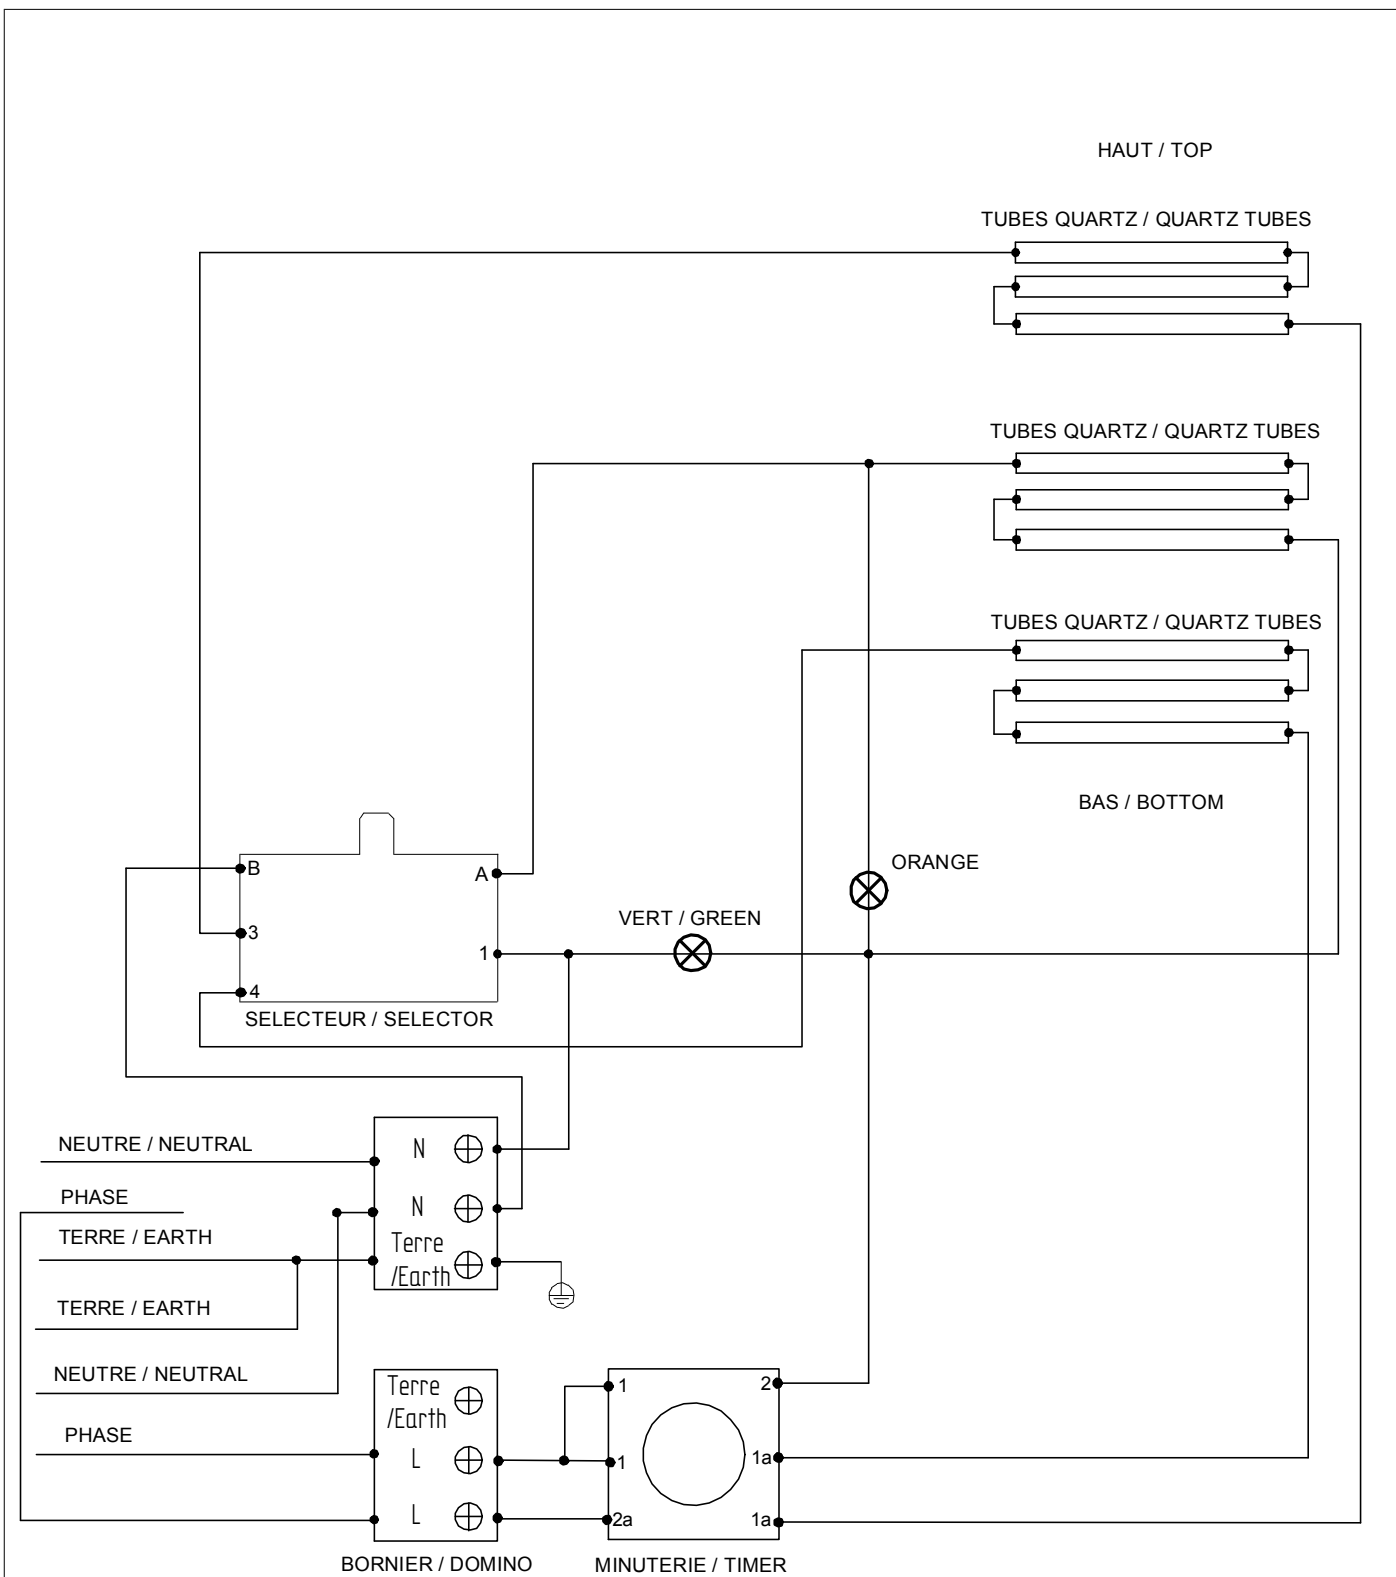 HAUT / TOP
TUBES QUARTZ / QUARTZ TUBES
TUBES QUARTZ / QUARTZ TUBES
TUBES QUARTZ / QUARTZ TUBES
BAS / BOTTOM
ORANGE
B
A
VERT / GREEN
3
1
4
SELECTEUR / SELECTOR
NEUTRE / NEUTRAL
N
PHASE
N
TERRE / EARTH
Terre
/Earth
TERRE / EARTH
NEUTRE / NEUTRAL
Terre
/Earth
1
2
PHASE
L
1
1a
L
2a
1a
BORNIER / DOMINO
MINUTERIE / TIMER